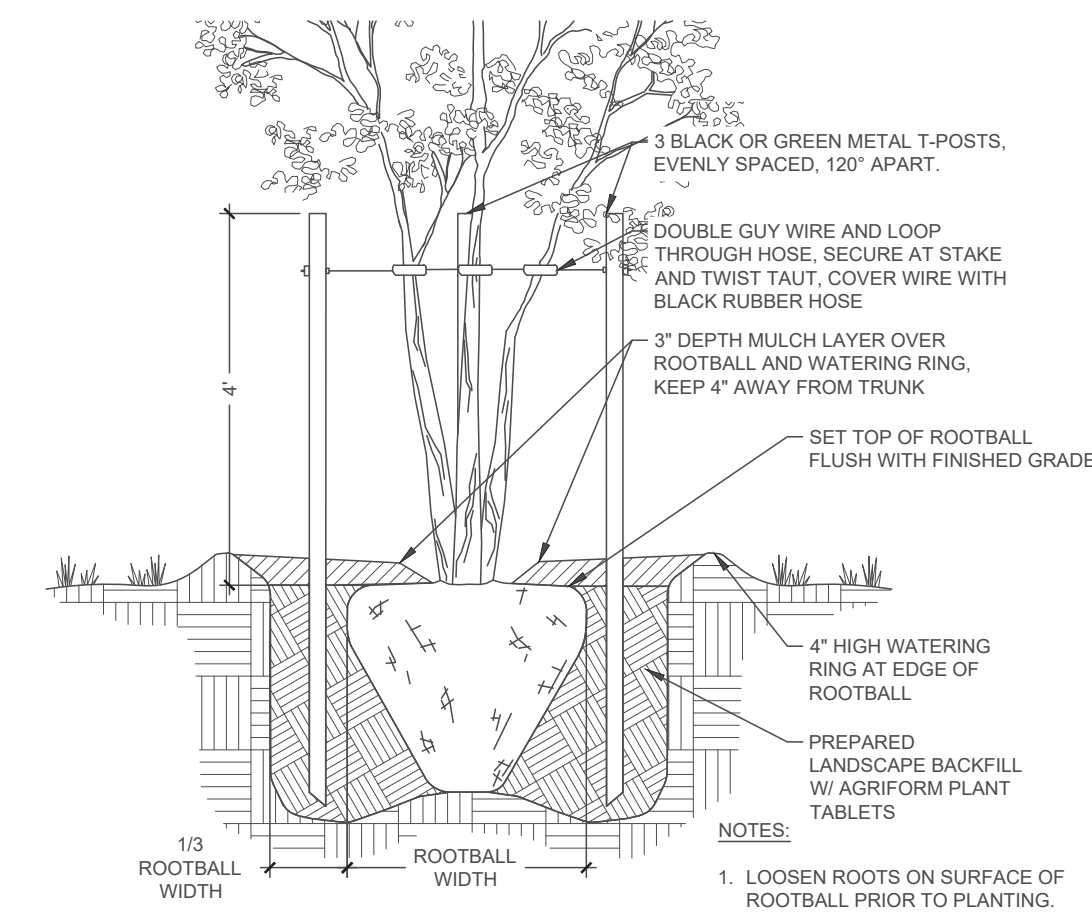 3 BLACK OR GREEN METAL T-POSTS,
EVENLY SPACED, 120° APART.
DOUBLE GUY WIRE AND LOOP
THROUGH HOSE, SECURE AT STAKE
AND TWIST TAUT, COVER WIRE WITH
BLACK RUBBER HOSE
3" DEPTH MULCH LAYER OVER
ROOTBALL AND WATERING RING,
KEEP 4" AWAY FROM TRUNK
4'
SET TOP OF ROOTBALL
FLUSH WITH FINISHED GRADE
4" HIGH WATERING
RING AT EDGE OF
ROOTBALL
PREPARED
LANDSCAPE BACKFILL
W/ AGRIFORM PLANT
TABLETS
1/3
ROOTBALL
WIDTH
ROOTBALL
WIDTH
NOTES:
1. LOOSEN ROOTS ON SURFACE OF
ROOTBALL PRIOR TO PLANTING.